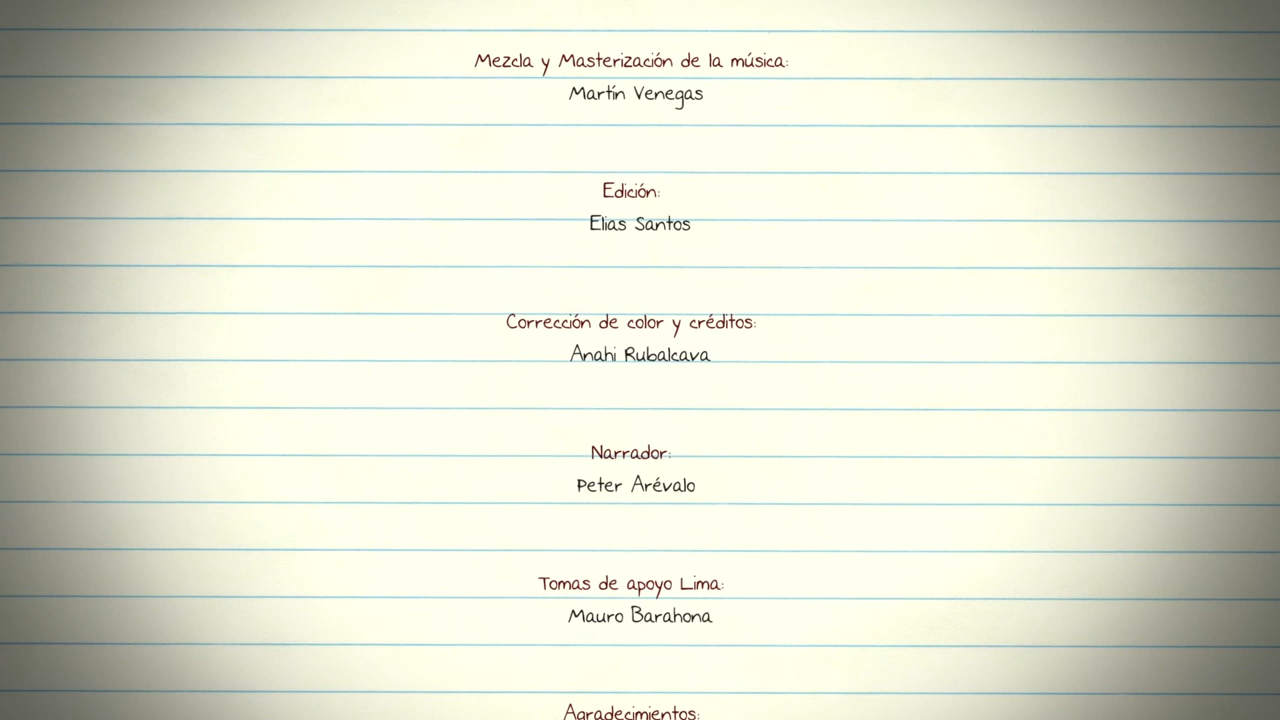 Mezcla y Masterización de la música:
Martín Venegas
Edición:
Elias Santos
Corrección de color y créditos:
Anahi Rubalcava
Narrador:
Peter Arévalo
Tomas de apoyo Lima:
Mauro Barahona
Agradecimientos: